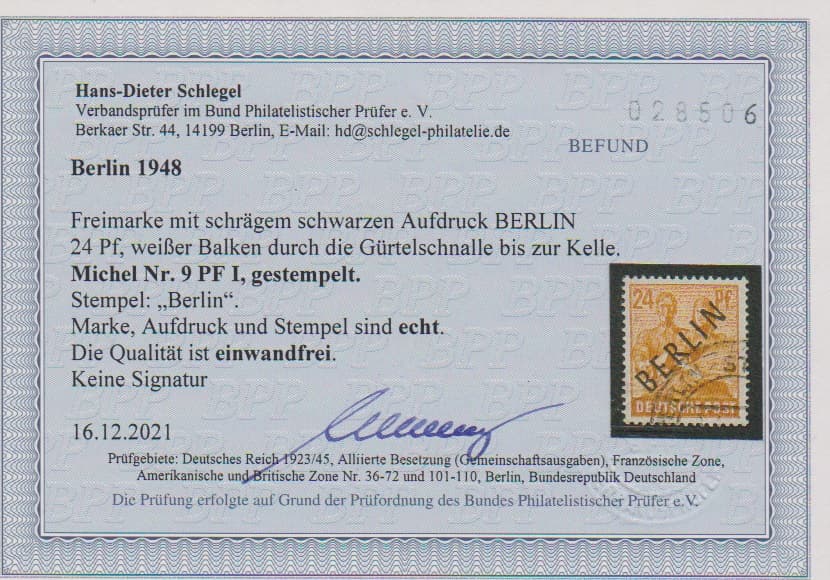 Hans-Dieter Schlegel
Verbandsprüfer im Bund Philatelistischer Prüfer e. V.
Berkaer Str. 44, 14199 Berlin, E-Mail: hd@schlegel-philatelie.de
028506
BEFUND
Berlin 1948
Freimarke mit schrägem schwarzen Aufdruck BERLIN
24 Pf, weißer Balken durch die Gürtelschnalle bis zur Kelle.
Michel Nr. 9 PF I, gestempelt.
Stempel: „Berlin“.
Marke, Aufdruck und Stempel sind echt.
Die Qualität ist einwandfrei.
Keine Signatur
24 Pf
BERLIN
DEUTSCHE POST
16.12.2021
Prüfgebiete: Deutsches Reich 1923/45, Alliierte Besetzung (Gemeinschaftsausgaben), Französische Zone,
Amerikanische und Britische Zone Nr. 36-72 und 101-110, Berlin, Bundesrepublik Deutschland
Die Prüfung erfolgte auf Grund der Prüfordnung des Bundes Philatelistischer Prüfer e.V.